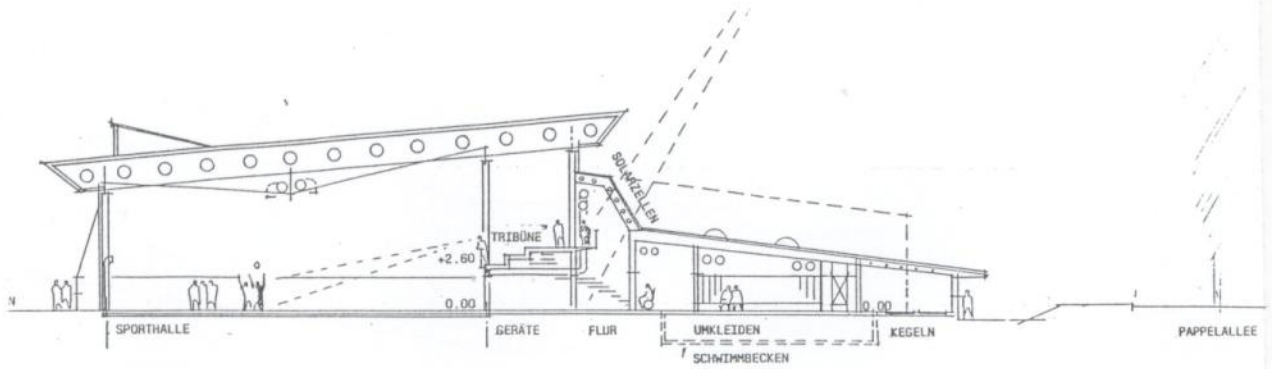 SOLARZELLEN
TRIBÜNE
+2.60
0.00
0.00
N
SPORTHALLE
GERÄTE
FLUR
UMKLEIDEN
KEGELN
PAPPELALLEE
SCHWIMMBECKEN